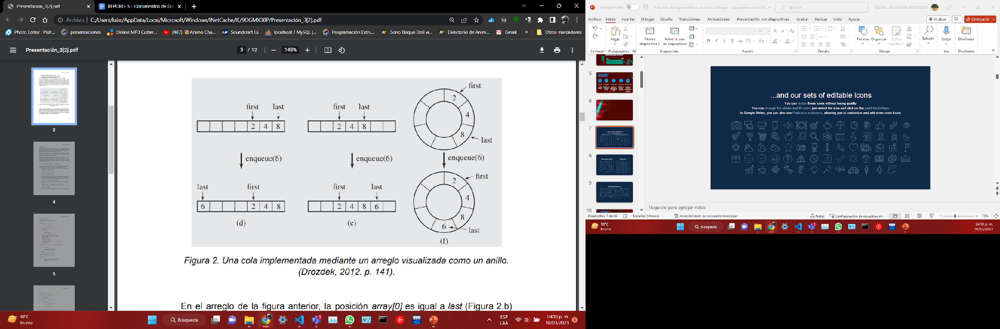 Presentación_3[2].pdf
REPORTE 5 - Documentos de Go
Archivo
C:/Users/luisr/AppData/Local/Microsoft/Windows/INetCache/IE/9OGMX38P/Presentación_3[2].pdf
Photo Editor : Pixlr...
presentaciones
Online MP3 Cutter...
(407) Animo Cha...
Soundcraft Ui
localhost / MySQL |...
Programación Estru...
Sono Bisque Doll w...
Directorio de Anim...
Gmail
»
Otros marcadores
Presentación_3[2].pdf
3 / 12
148%
3
4
5
first last
2 4 8
enqueue(6)
last first
6 2 4 8
(d)
first last
2 4 8
enqueue(6)
first last
2 4 8 6
(e)
first
2
4
8
last
enqueue(6)
first
2
4
8
6
last
(f)
Figura 2. Una cola implementada mediante un arreglo visualizada como un anillo.
(Drozdek, 2012. p. 141).
En el arreglo de la figura anterior, la posición array[0] es igual a last (Figura 2.b)
30°C
Bruma
Búsqueda
ESP
LAA
04:10 p. m.
10/03/2023
4
Autoguardado
Futuristic Background Red variant by Slidesgo • Guardado en Este PC
Buscar
EDSON LUIS ROCHA RODRIGUEZ
Archivo Inicio Insertar Dibujar Diseño Transiciones Animaciones Presentación con diapositivas Grabar Revisar Vista Ayuda
Grabar
Compartir
Pegar
Nueva
diapositiva
Volver a usar
las diapositivas
14
N K S S ab AV Aa A
Formas
Organizar
Estilos
rápidos
Edición
Dictar
Diseñador
Deshacer
Portapapeles
Diapositivas
Fuente
Párrafo
Dibujo
Voz
Diseñador
5
6
7
8
9
10
...and our sets of editable icons
You can resize these icons without losing quality
You can change the stroke and fill color; just select the icon and click on the paint bucket/pen
In Google Slides, you can also use Flaticon's extension, allowing you to customize and add even more icons.
Haga clic para agregar notas
Diapositiva 7 de 49
Español (México)
Accesibilidad: es necesario investigar
Notas
Configuración de visualización
75%
30°C
Bruma
Búsqueda
04:10 p. m.
10/03/2023